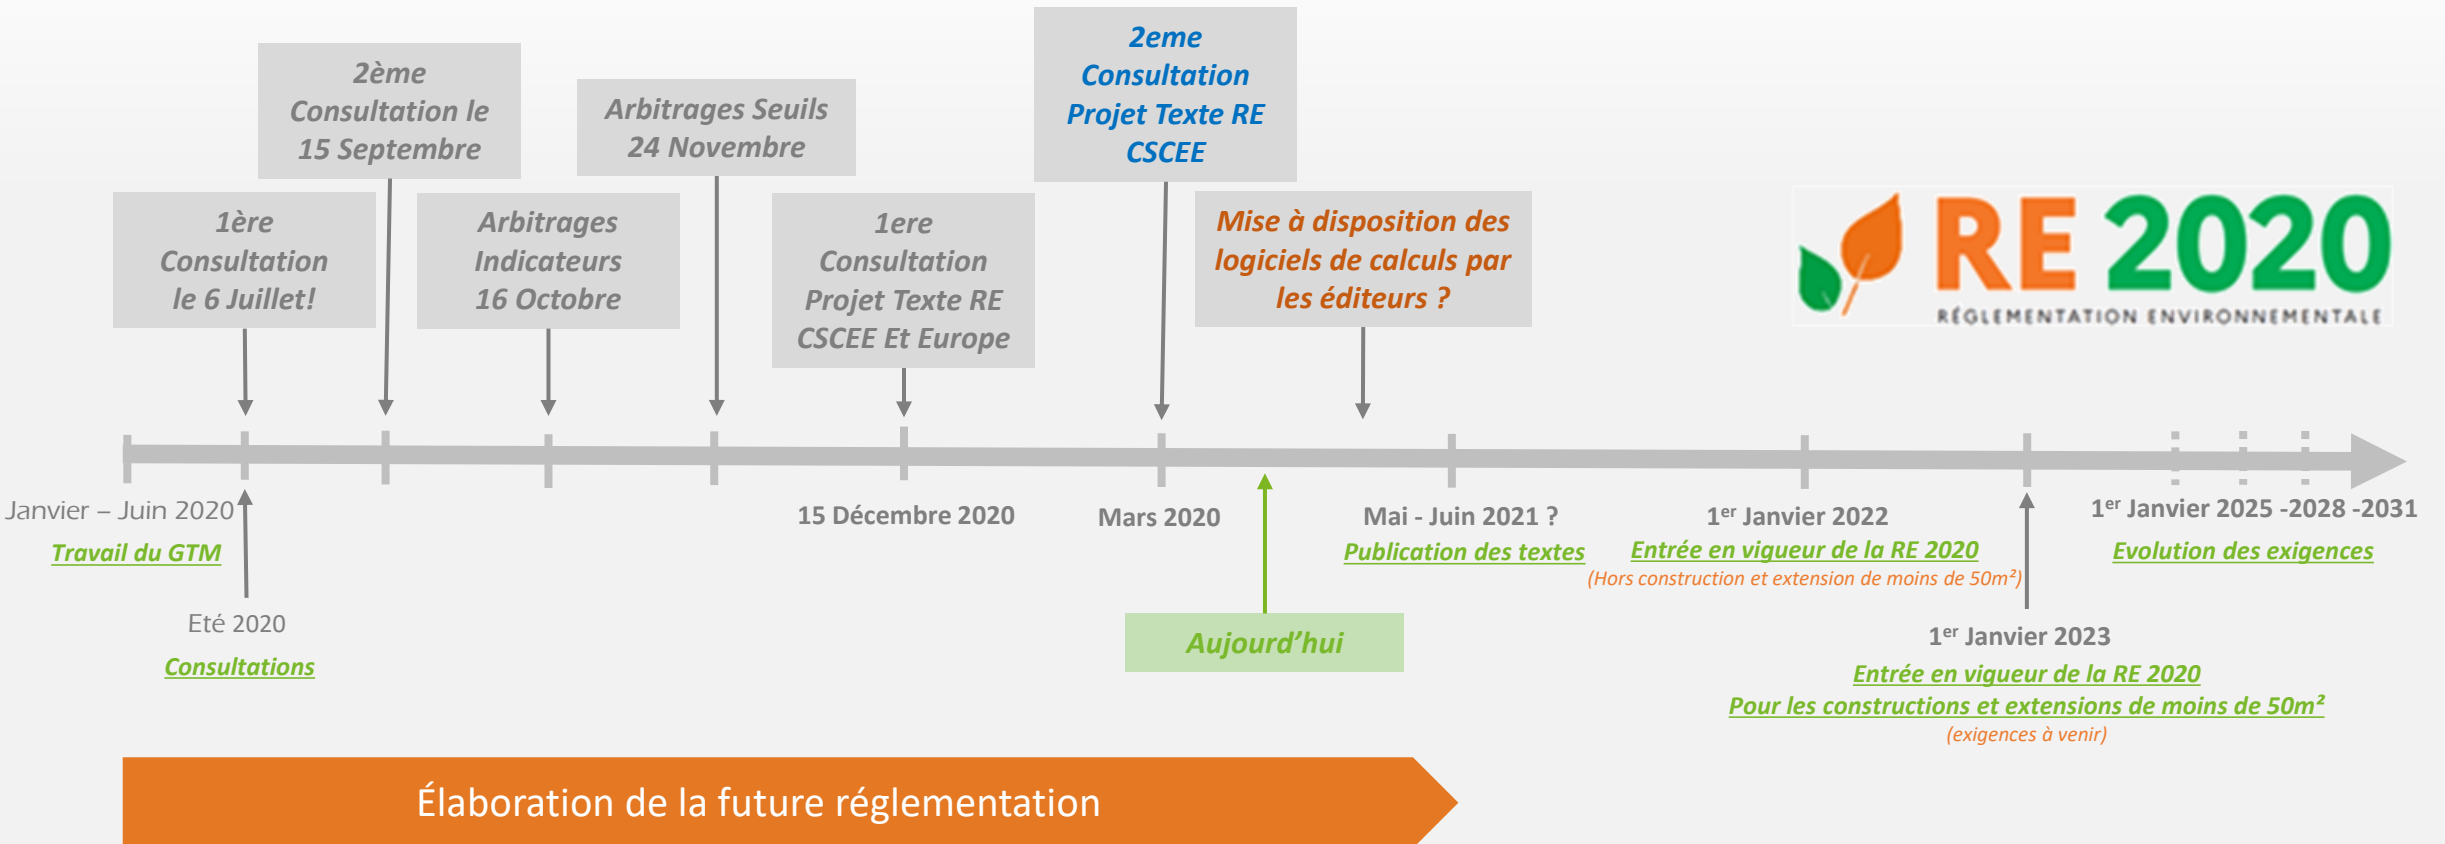 2ème
Consultation le
15 Septembre
Arbitrages Seuils
24 Novembre
2eme
Consultation
Projet Texte RE
CSCEE
1ère
Consultation
le 6 Juillet!
Arbitrages
Indicateurs
16 Octobre
1ere
Consultation
Projet Texte RE
CSCEE Et Europe
Mise à disposition des
logiciels de calculs par
les éditeurs ?
RE 2020
RÉGLEMENTATION ENVIRONNEMENTALE
Janvier – Juin 2020
Travail du GTM
Eté 2020
Consultations
15 Décembre 2020
Mars 2020
Aujourd'hui
Mai - Juin 2021 ?
Publication des textes
1er Janvier 2022
Entrée en vigueur de la RE 2020
(Hors construction et extension de moins de 50m²)
1er Janvier 2023
Entrée en vigueur de la RE 2020
Pour les constructions et extensions de moins de 50m²
(exigences à venir)
1er Janvier 2025 -2028 -2031
Evolution des exigences
Élaboration de la future réglementation